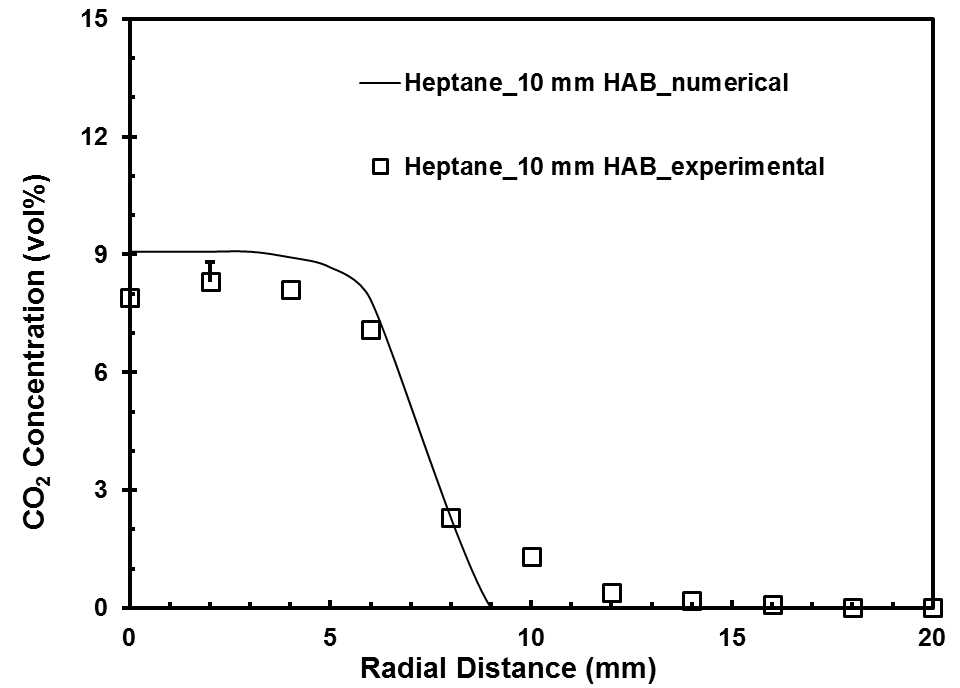 15
12
9
6
3
0
CO₂ Concentration (vol%)
Heptane_10 mm HAB_numerical
Heptane_10 mm HAB_experimental
0 5 10 15 20
Radial Distance (mm)